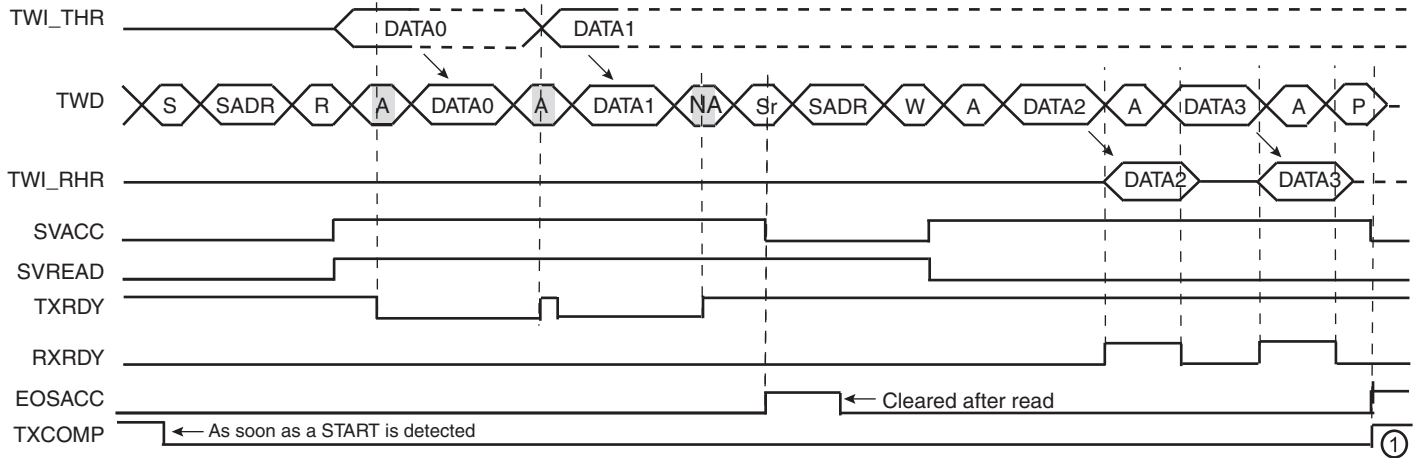 TWI_THR DATA0 DATA1
TWD S SADR R A DATA0 A DATA1 NA Sr SADR W A DATA2 A DATA3 A P
TWI_RHR DATA2 DATA3
SVACC
SVREAD
TXRDY
RXRDY
EOSACC Cleared after read
TXCOMP As soon as a START is detected 1